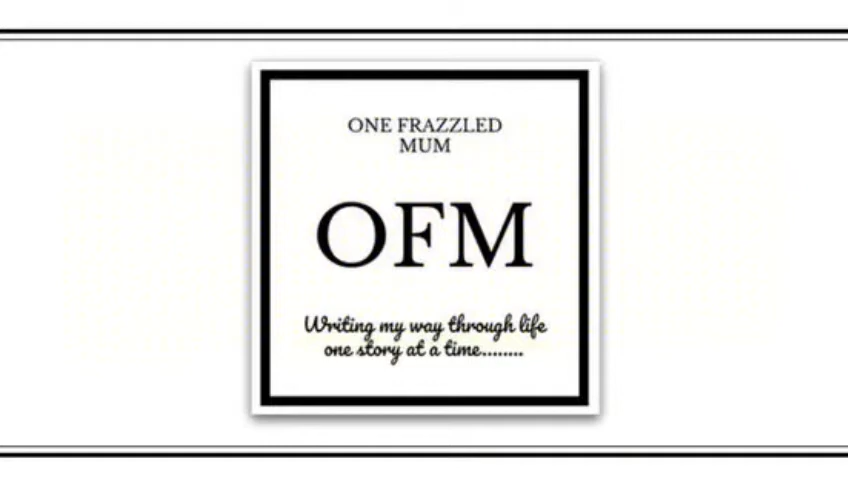 ONE FRAZZLED
MUM
OFM
Writing my way through life
one story at a time........